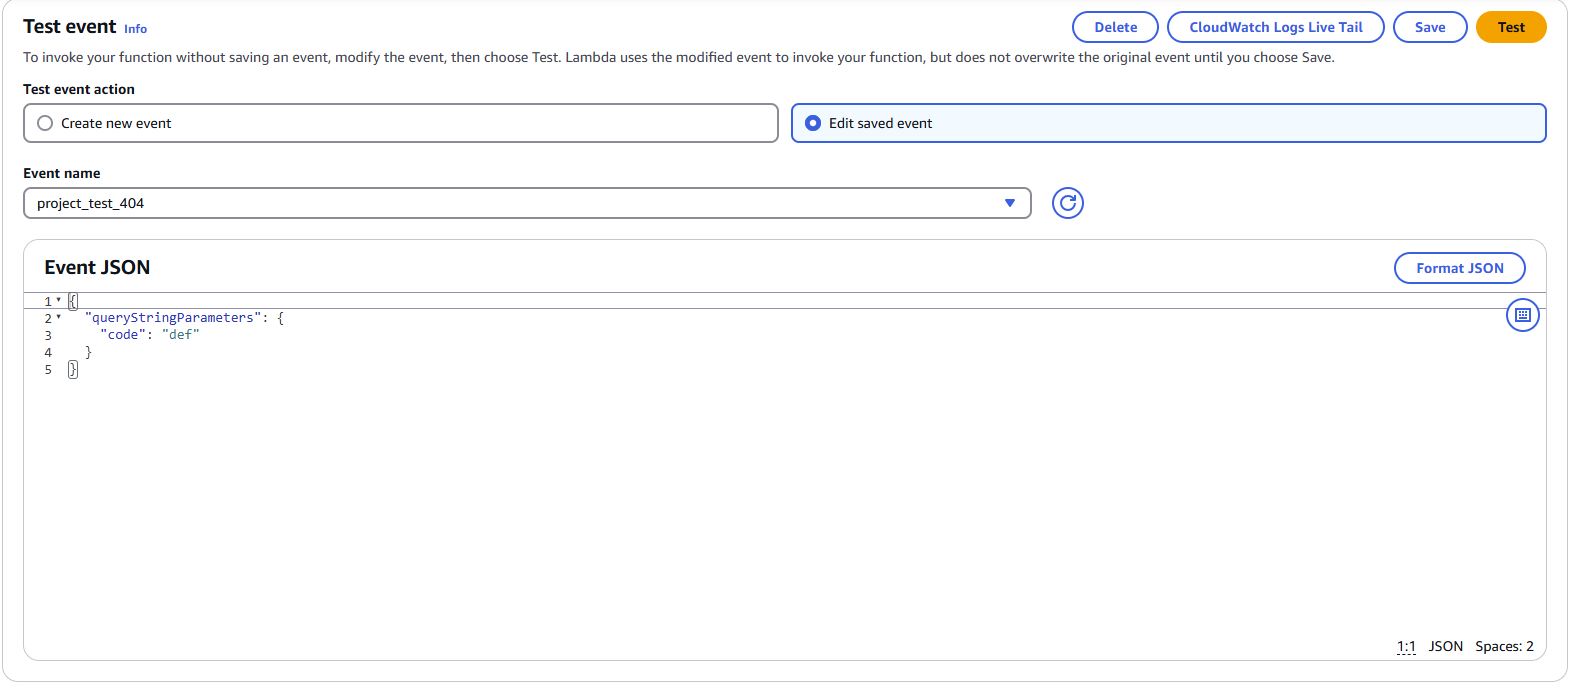 Test event Info
Delete
CloudWatch Logs Live Tail
Save
Test
To invoke your function without saving an event, modify the event, then choose Test. Lambda uses the modified event to invoke your function, but does not overwrite the original event until you choose Save.
Test event action
Create new event
Edit saved event
Event name
project_test_404
Event JSON
Format JSON
1 {
2   "queryStringParameters": {
3     "code": "def"
4   }
5 }
1:1 JSON Spaces: 2